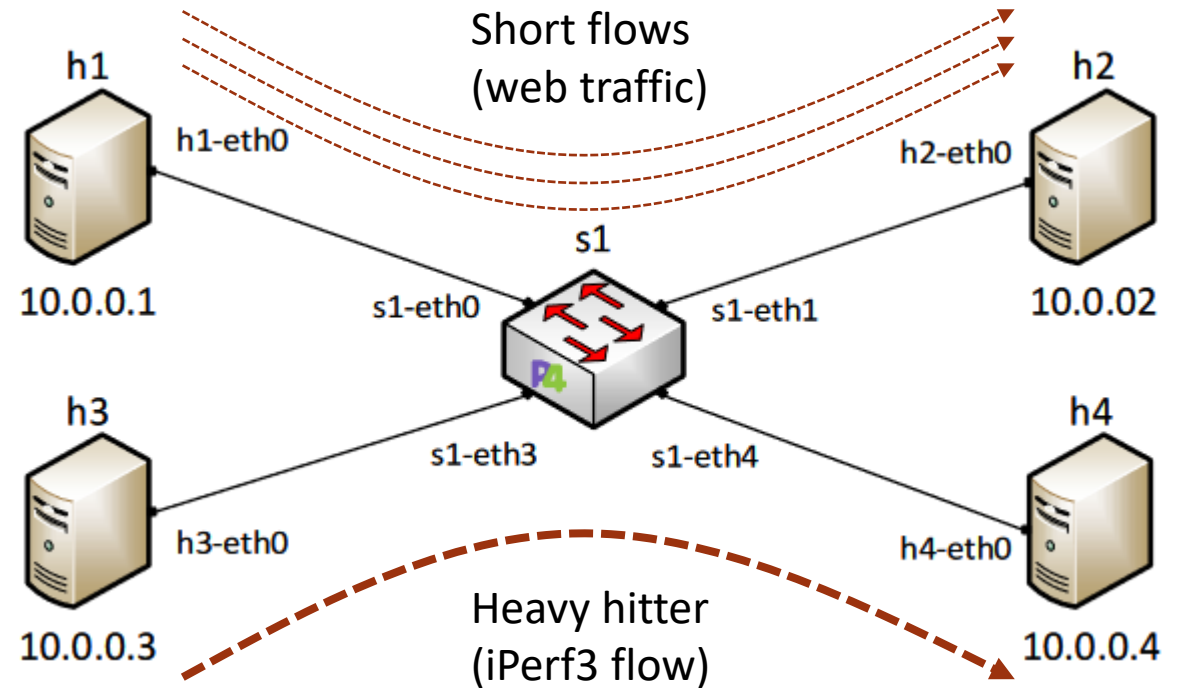 Short flows
(web traffic)
h1
h2
h1-eth0
h2-eth0
s1
10.0.0.1
s1-eth0
s1-eth1
10.0.02
P4
h3
h4
s1-eth3
s1-eth4
h3-eth0
h4-eth0
Heavy hitter
(iPerf3 flow)
10.0.0.3
10.0.0.4